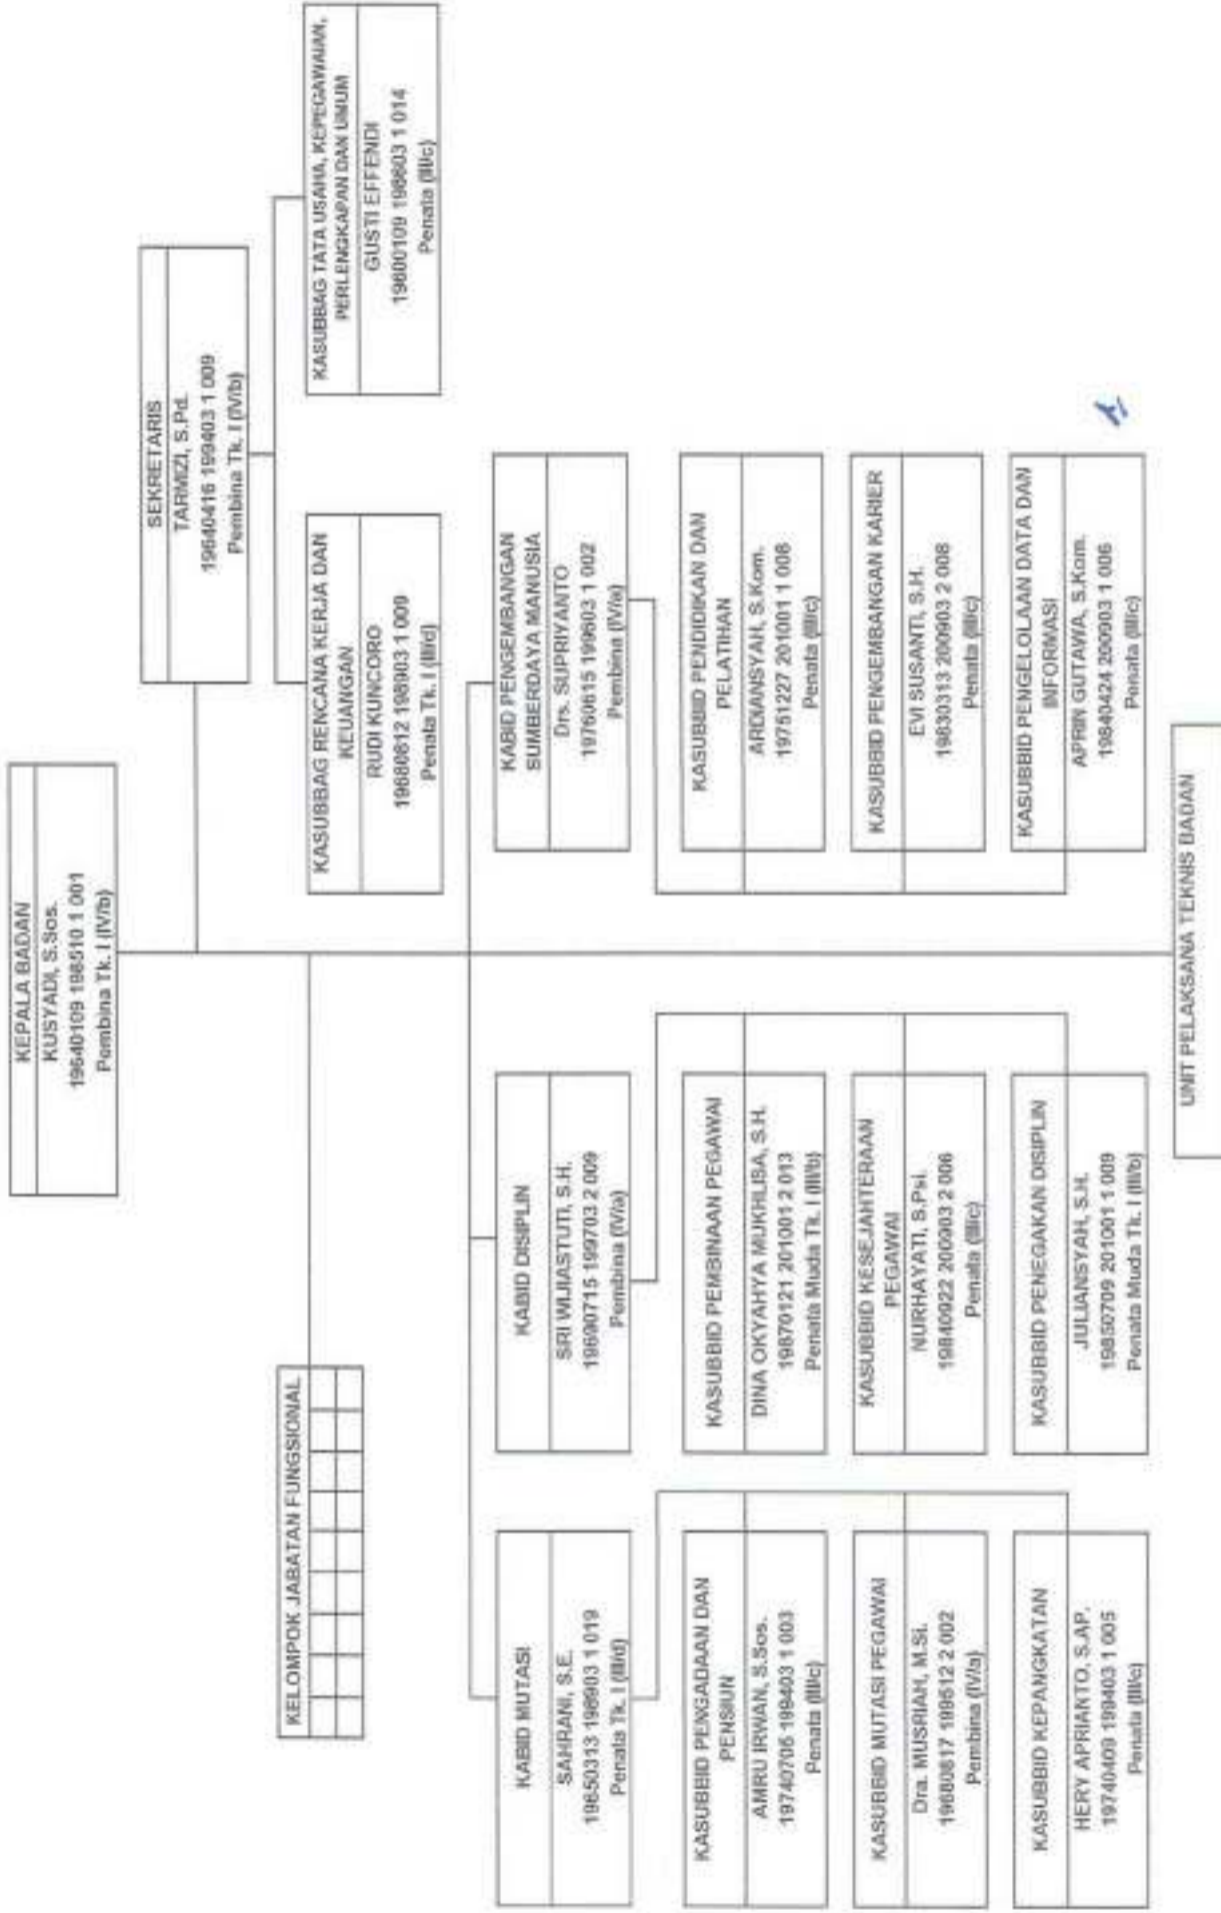 KEPALA BADAN
KUSYADI, S.Sos.
19640109 198510 1 001
Pembina Tk. I (IV/b)
SEKRETARIS
TARMIZI, S.Pd.
19640416 199403 1 009
Pembina Tk. I (IV/b)
KELOMPOK JABATAN FUNGSIONAL
KASUBBAG RENCANA KERJA DAN
KEUANGAN
RUDI KUNCORO
19680612 198903 1 009
Penata Tk. I (III/d)
KASUBBAG TATA USAHA, KEPEGAWAIAN,
PERLENGKAPAN DAN UMUM
GUSTI EFFENDI
19600109 198603 1 014
Penata (III/c)
KABID MUTASI
SAHRANI, S.E.
19650313 198903 1 019
Penata Tk. I (III/d)
KABID DISIPLIN
SRI WIJIASTUTI, S.H.
19690715 199703 2 009
Pembina (IV/a)
KABID PENGEMBANGAN
SUMBERDAYA MANUSIA
Drs. SUPRIYANTO
19760615 199603 1 002
Pembina (IV/a)
KASUBBID PENGADAAN DAN
PENSIUN
AMRU IRWAN, S.Sos.
19740706 199403 1 003
Penata (III/c)
KASUBBID PEMBINAAN PEGAWAI
DINA OKYAHYA MUKHLISA, S.H.
19870121 201001 2 013
Penata Muda Tk. I (III/b)
KASUBBID PENDIDIKAN DAN
PELATIHAN
ARDIANSYAH, S.Kom.
19751227 201001 1 008
Penata (III/c)
KASUBBID MUTASI PEGAWAI
Dra. MUSRIAH, M.Si.
19680817 199512 2 002
Pembina (IV/a)
KASUBBID KESEJAHTERAAN
PEGAWAI
NURHAYATI, S.Psi.
19840922 200903 2 006
Penata (III/c)
KASUBBID PENGEMBANGAN KARIER
EVI SUSANTI, S.H.
19830313 200903 2 008
Penata (III/c)
KASUBBID KEPANGKATAN
HERY APRIANTO, S.AP.
19740409 199403 1 005
Penata (III/c)
KASUBBID PENEGAKAN DISIPLIN
JULIANSYAH, S.H.
19850709 201001 1 009
Penata Muda Tk. I (III/b)
KASUBBID PENGELOLAAN DATA DAN
INFORMASI
APRIN GUTAWA, S.Kom.
19840424 200903 1 006
Penata (III/c)
UNIT PELAKSANA TEKNIS BADAN